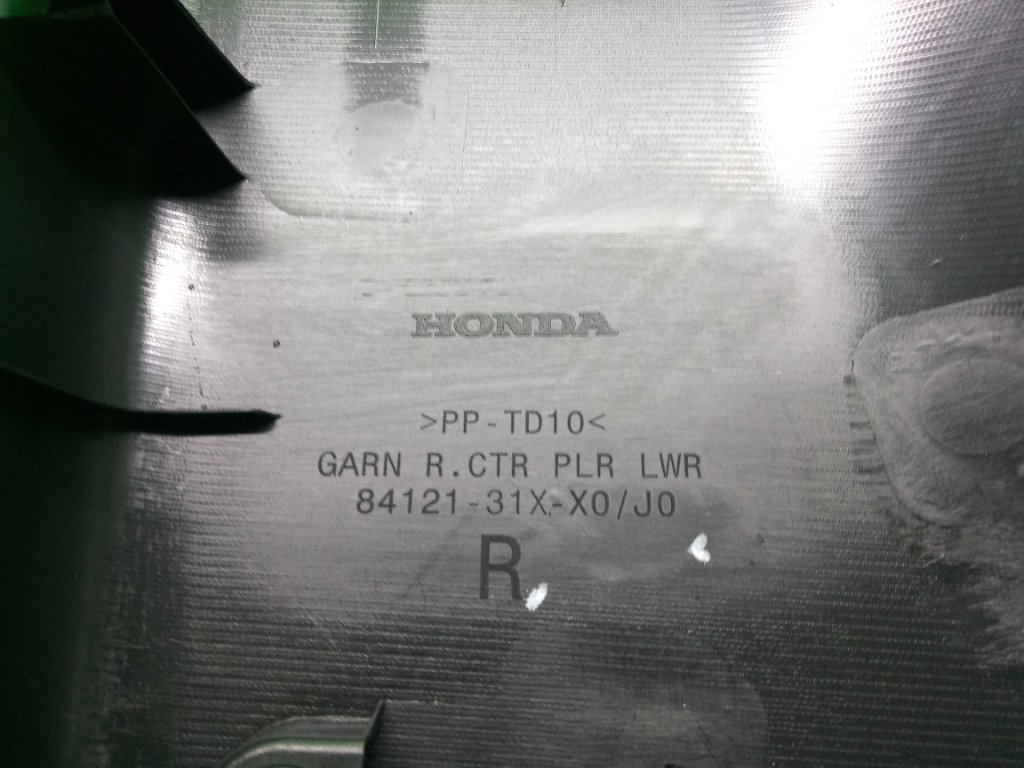 HONDA
>PP-TD10<
GARN R.CTR PLR LWR
84121-31X-X0/J0
R